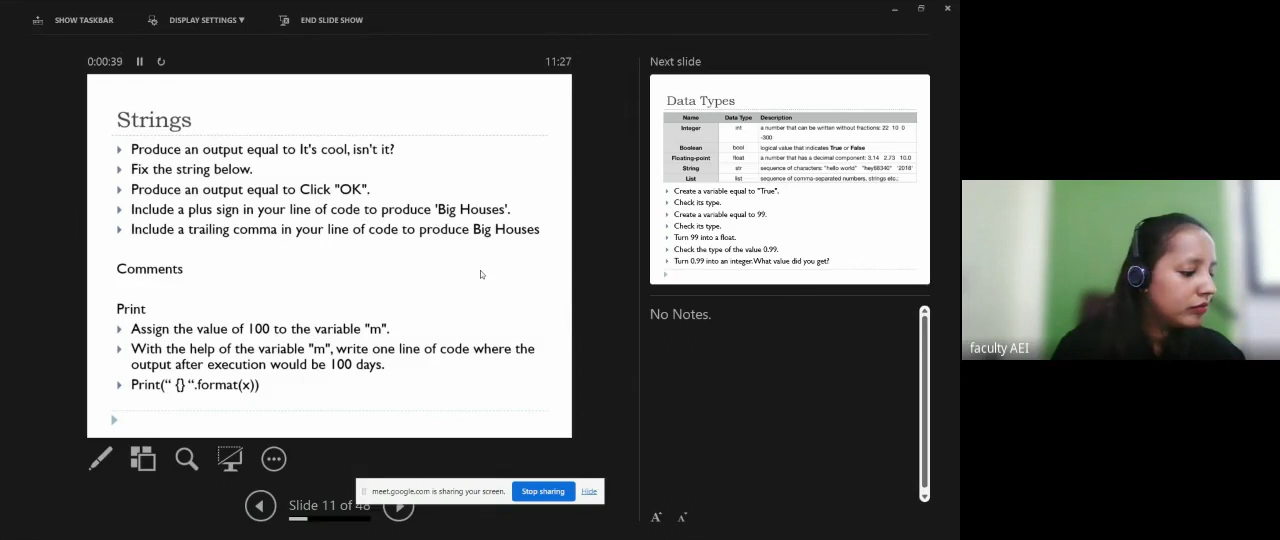 SHOW TASKBAR
DISPLAY SETTINGS ▼
END SLIDE SHOW
0:00:39
11:27
Strings
Produce an output equal to It's cool, isn't it?
Fix the string below.
Produce an output equal to Click "OK".
Include a plus sign in your line of code to produce 'Big Houses'.
Include a trailing comma in your line of code to produce Big Houses
Comments
Print
Assign the value of 100 to the variable "m".
With the help of the variable "m", write one line of code where the
output after execution would be 100 days.
Print(“ {} “.format(x))
Next slide
Data Types
Name Data Type Description
Integer int a number that can be written without fractions: 22 10 0
-300
Boolean bool logical value that indicates True or False
Floating-point float a number that has a decimal component: 3.14 2.73 10.0
String str sequence of characters: "hello world" "hey66340" '2018'
List list sequence of comma-separated numbers, strings etc.:
Create a variable equal to "True".
Check its type.
Create a variable equal to 99.
Check its type.
Turn 99 into a float.
Check the type of the value 0.99.
Turn 0.99 into an integer. What value did you get?
No Notes.
meet.google.com is sharing your screen.
Stop sharing
Hide
Slide 11 of 48
A A
faculty AEI